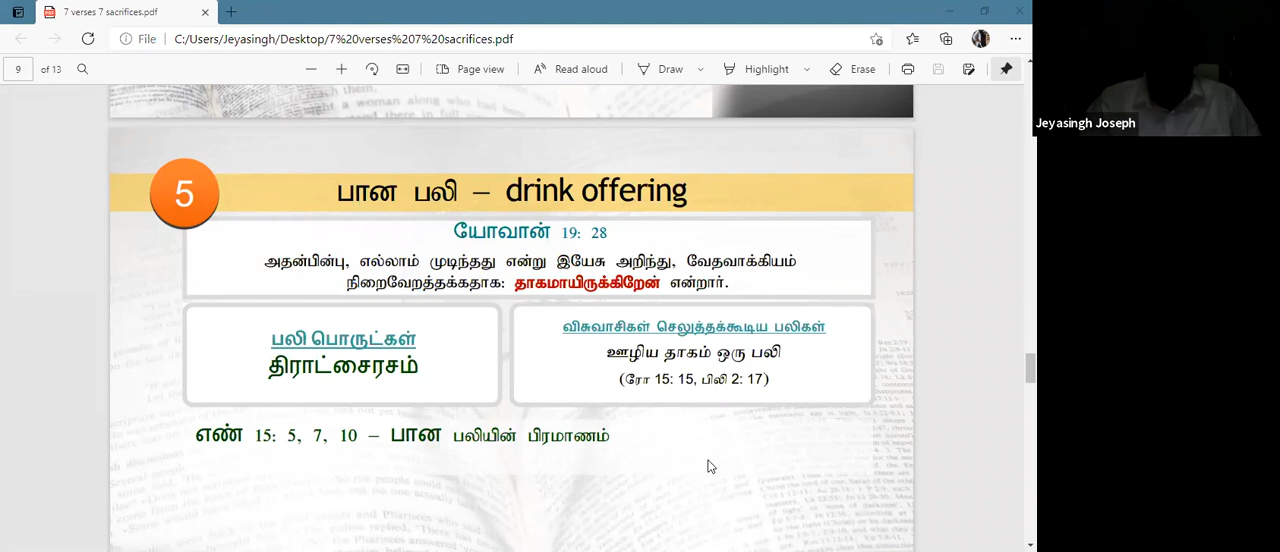 7 verses 7 sacrifices.pdf
File
C:/Users/Jeyasingh/Desktop/7%20verses%207%20sacrifices.pdf
9 of 13
Page view
Read aloud
Draw
Highlight
Erase
Jeyasingh Joseph
5
பான பலி – drink offering
யோவான் 19: 28
அதன்பின்பு, எல்லாம் முடிந்தது என்று இயேசு அறிந்து, வேதவாக்கியம்
நிறைவேறத்தக்கதாக: தாகமாயிருக்கிறேன் என்றார்.
பலி பொருட்கள்
திராட்சைரசம்
விசுவாசிகள் செலுத்தக்கூடிய பலிகள்
ஊழிய தாகம் ஒரு பலி
(ரோ 15: 15, பிலி 2: 17)
எண் 15: 5, 7, 10 – பான பலியின் பிரமாணம்